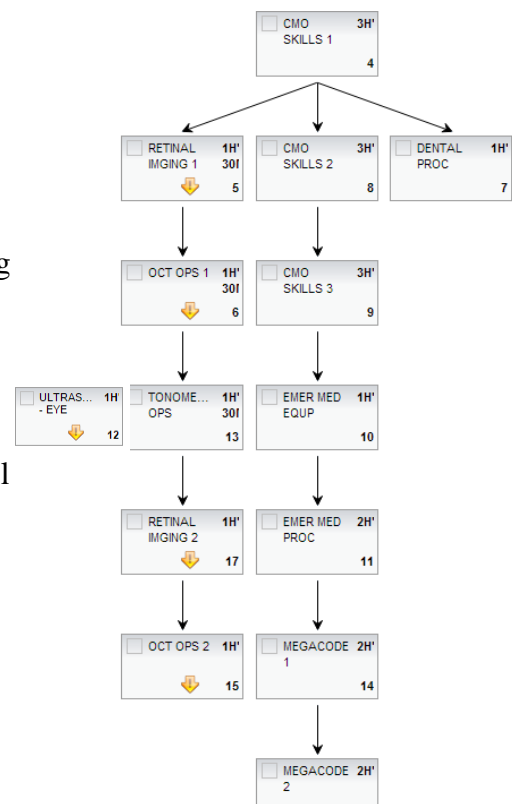 CMO 3H'
SKILLS 1
4
RETINAL 1H'
IMGING 1 30I
5
CMO 3H'
SKILLS 2
8
DENTAL 1H'
PROC
7
g
OCT OPS 1 1H'
30I
6
CMO 3H'
SKILLS 3
9
ULTRAS... 1H'
- EYE
12
TONOME... 1H'
OPS 30I
13
EMER MED 1H'
EQUP
10
l
RETINAL 1H'
IMGING 2
17
EMER MED 2H'
PROC
11
OCT OPS 2 1H'
15
MEGACODE 2H'
1
14
MEGACODE 2H'
2